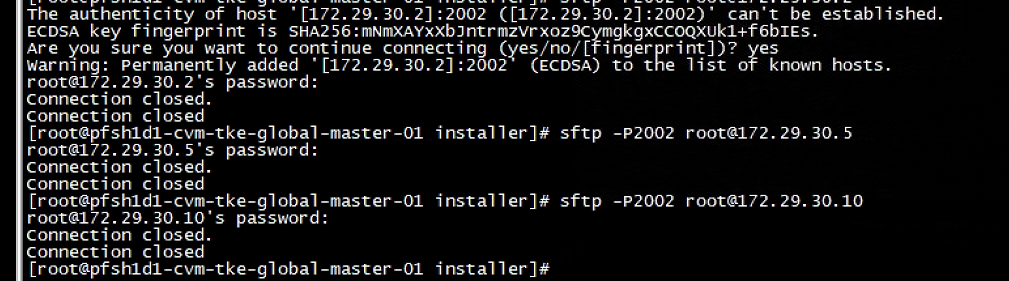 The authenticity of host '[172.29.30.2]:2002 ([172.29.30.2]:2002)' can't be established.
ECDSA key fingerprint is SHA256:mNmXAYxXbJntrmzVrxoz9CymgkgxCCOQXUk1+f6bIEs.
Are you sure you want to continue connecting (yes/no/[fingerprint])? yes
Warning: Permanently added '[172.29.30.2]:2002' (ECDSA) to the list of known hosts.
root@172.29.30.2's password:
Connection closed.
Connection closed
[root@pfsh1d1-cvm-tke-global-master-01 installer]# sftp -P2002 root@172.29.30.5
root@172.29.30.5's password:
Connection closed.
Connection closed
[root@pfsh1d1-cvm-tke-global-master-01 installer]# sftp -P2002 root@172.29.30.10
root@172.29.30.10's password:
Connection closed.
Connection closed
[root@pfsh1d1-cvm-tke-global-master-01 installer]#